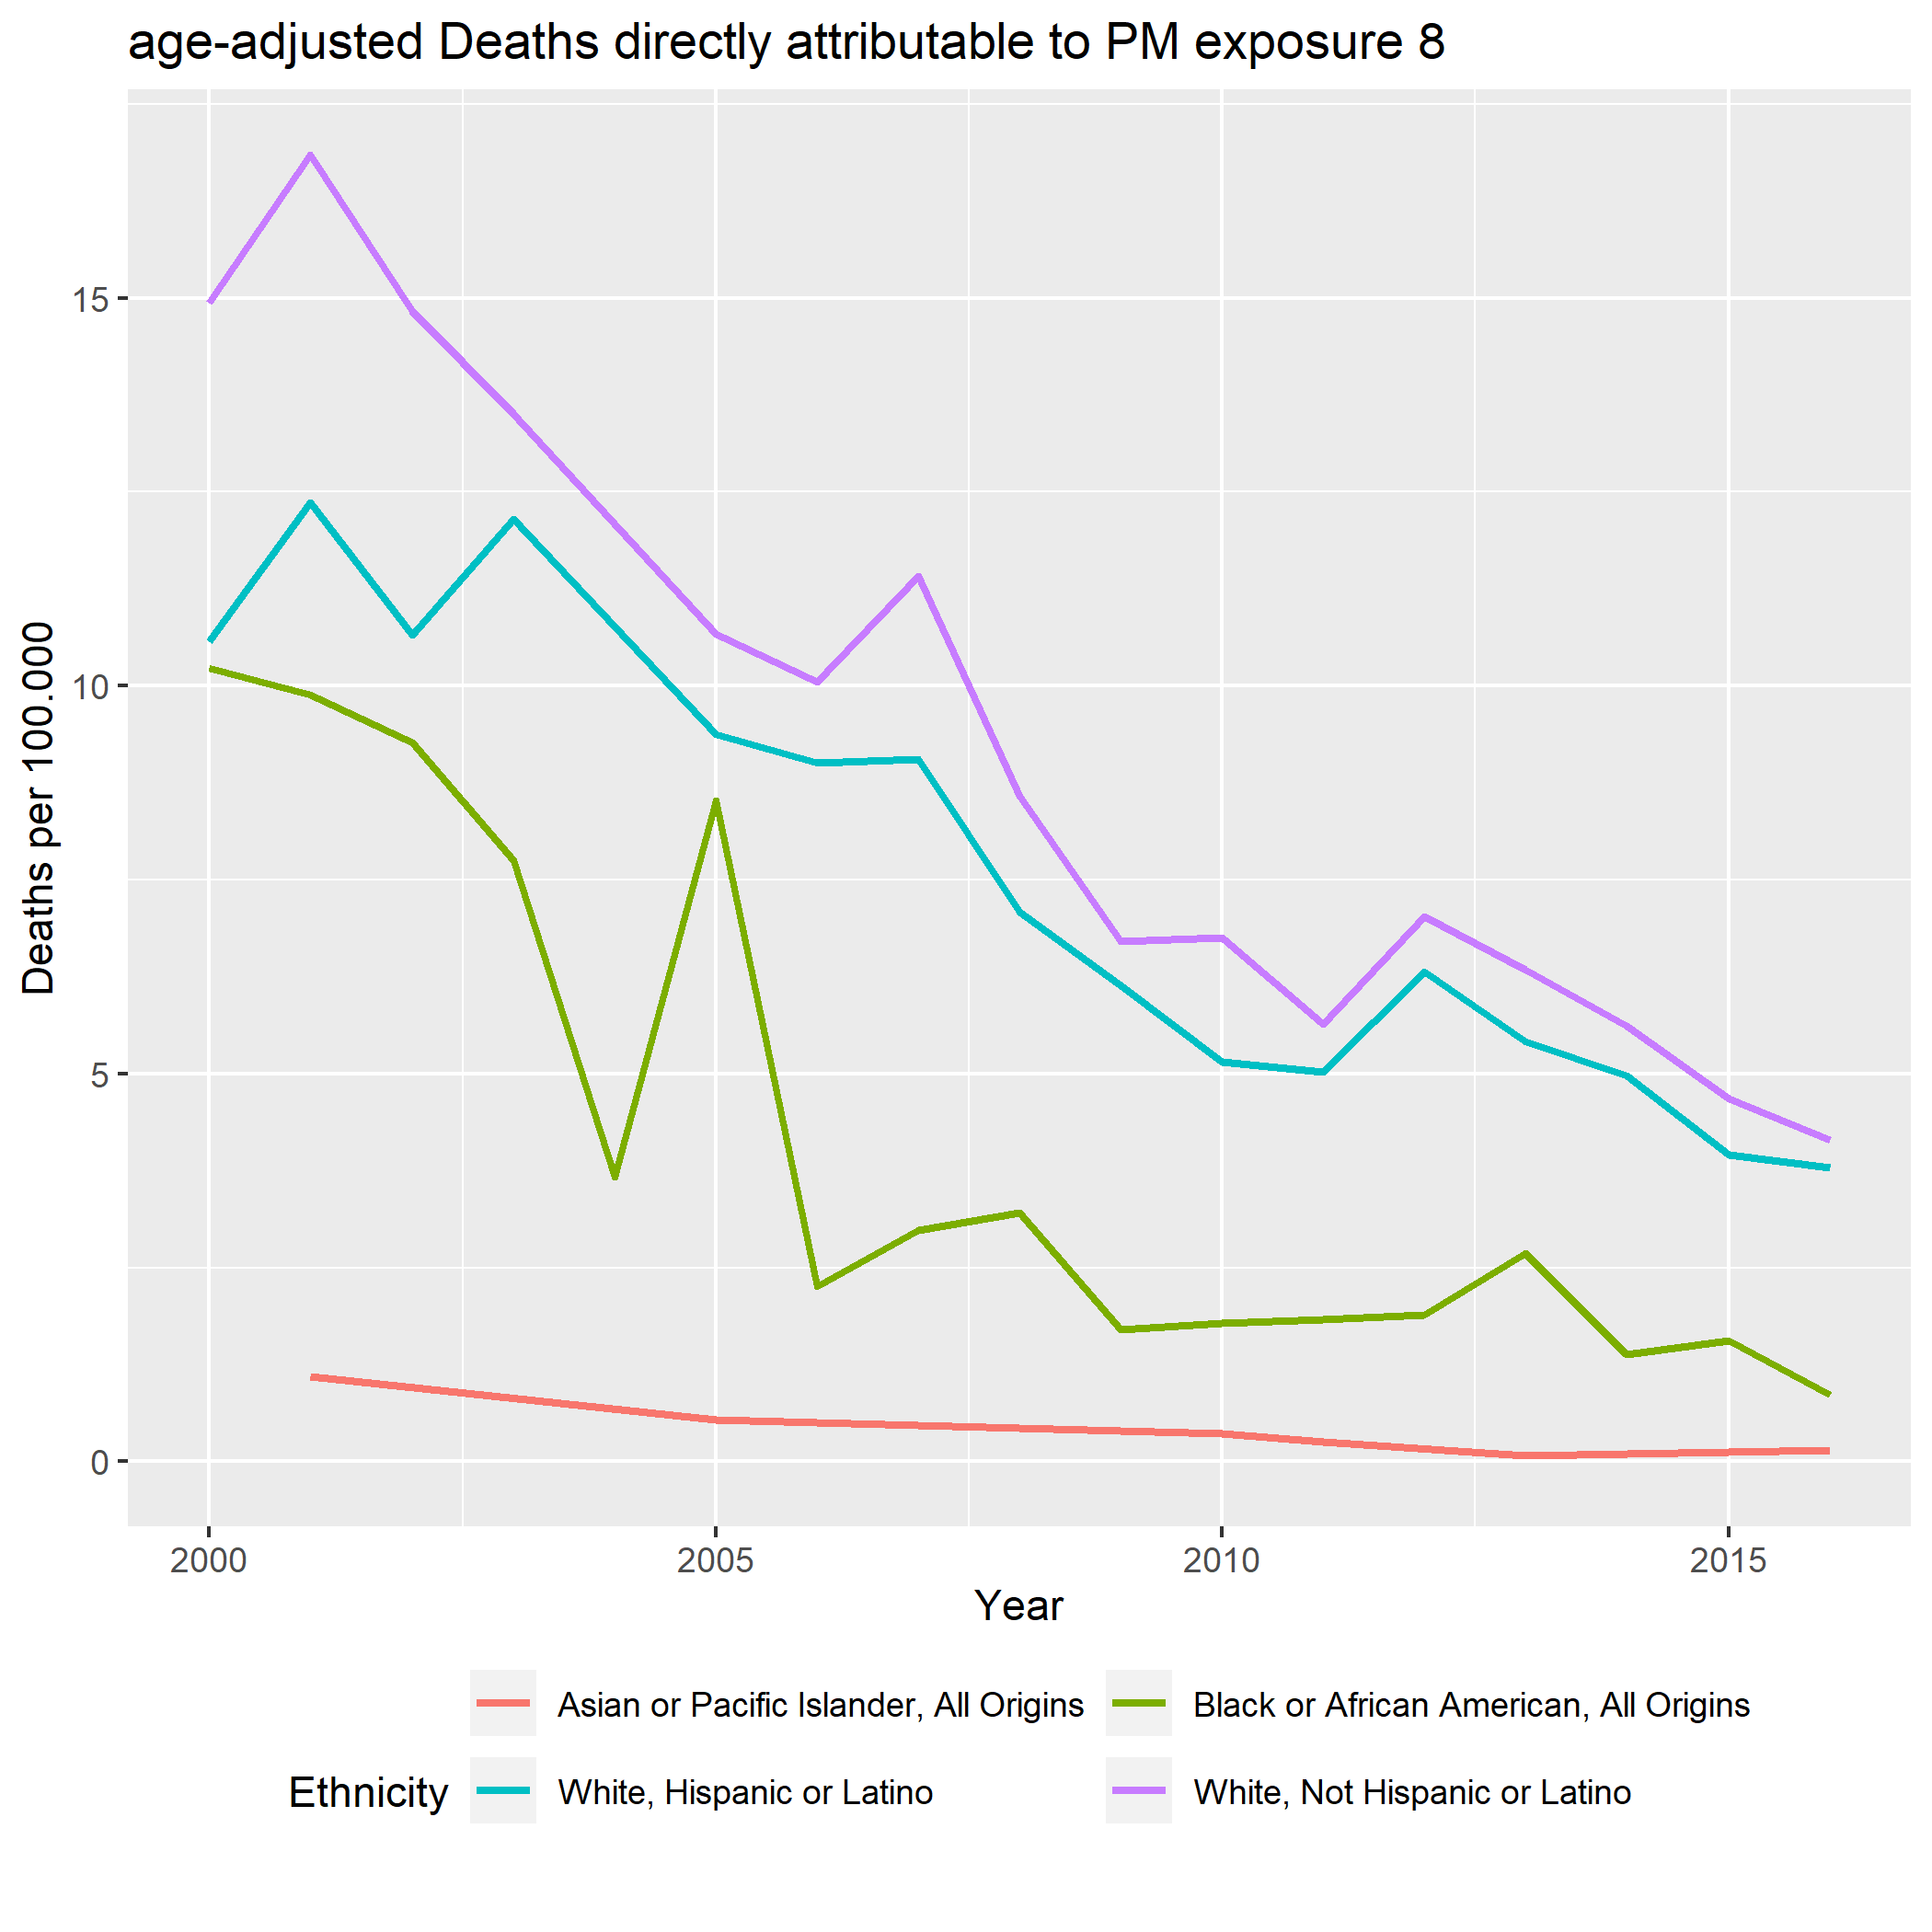 age-adjusted Deaths directly attributable to PM exposure 8
Deaths per 100.000
15
10
5
0
2000 2005 2010 2015
Year
Ethnicity
Asian or Pacific Islander, All Origins Black or African American, All Origins
White, Hispanic or Latino White, Not Hispanic or Latino